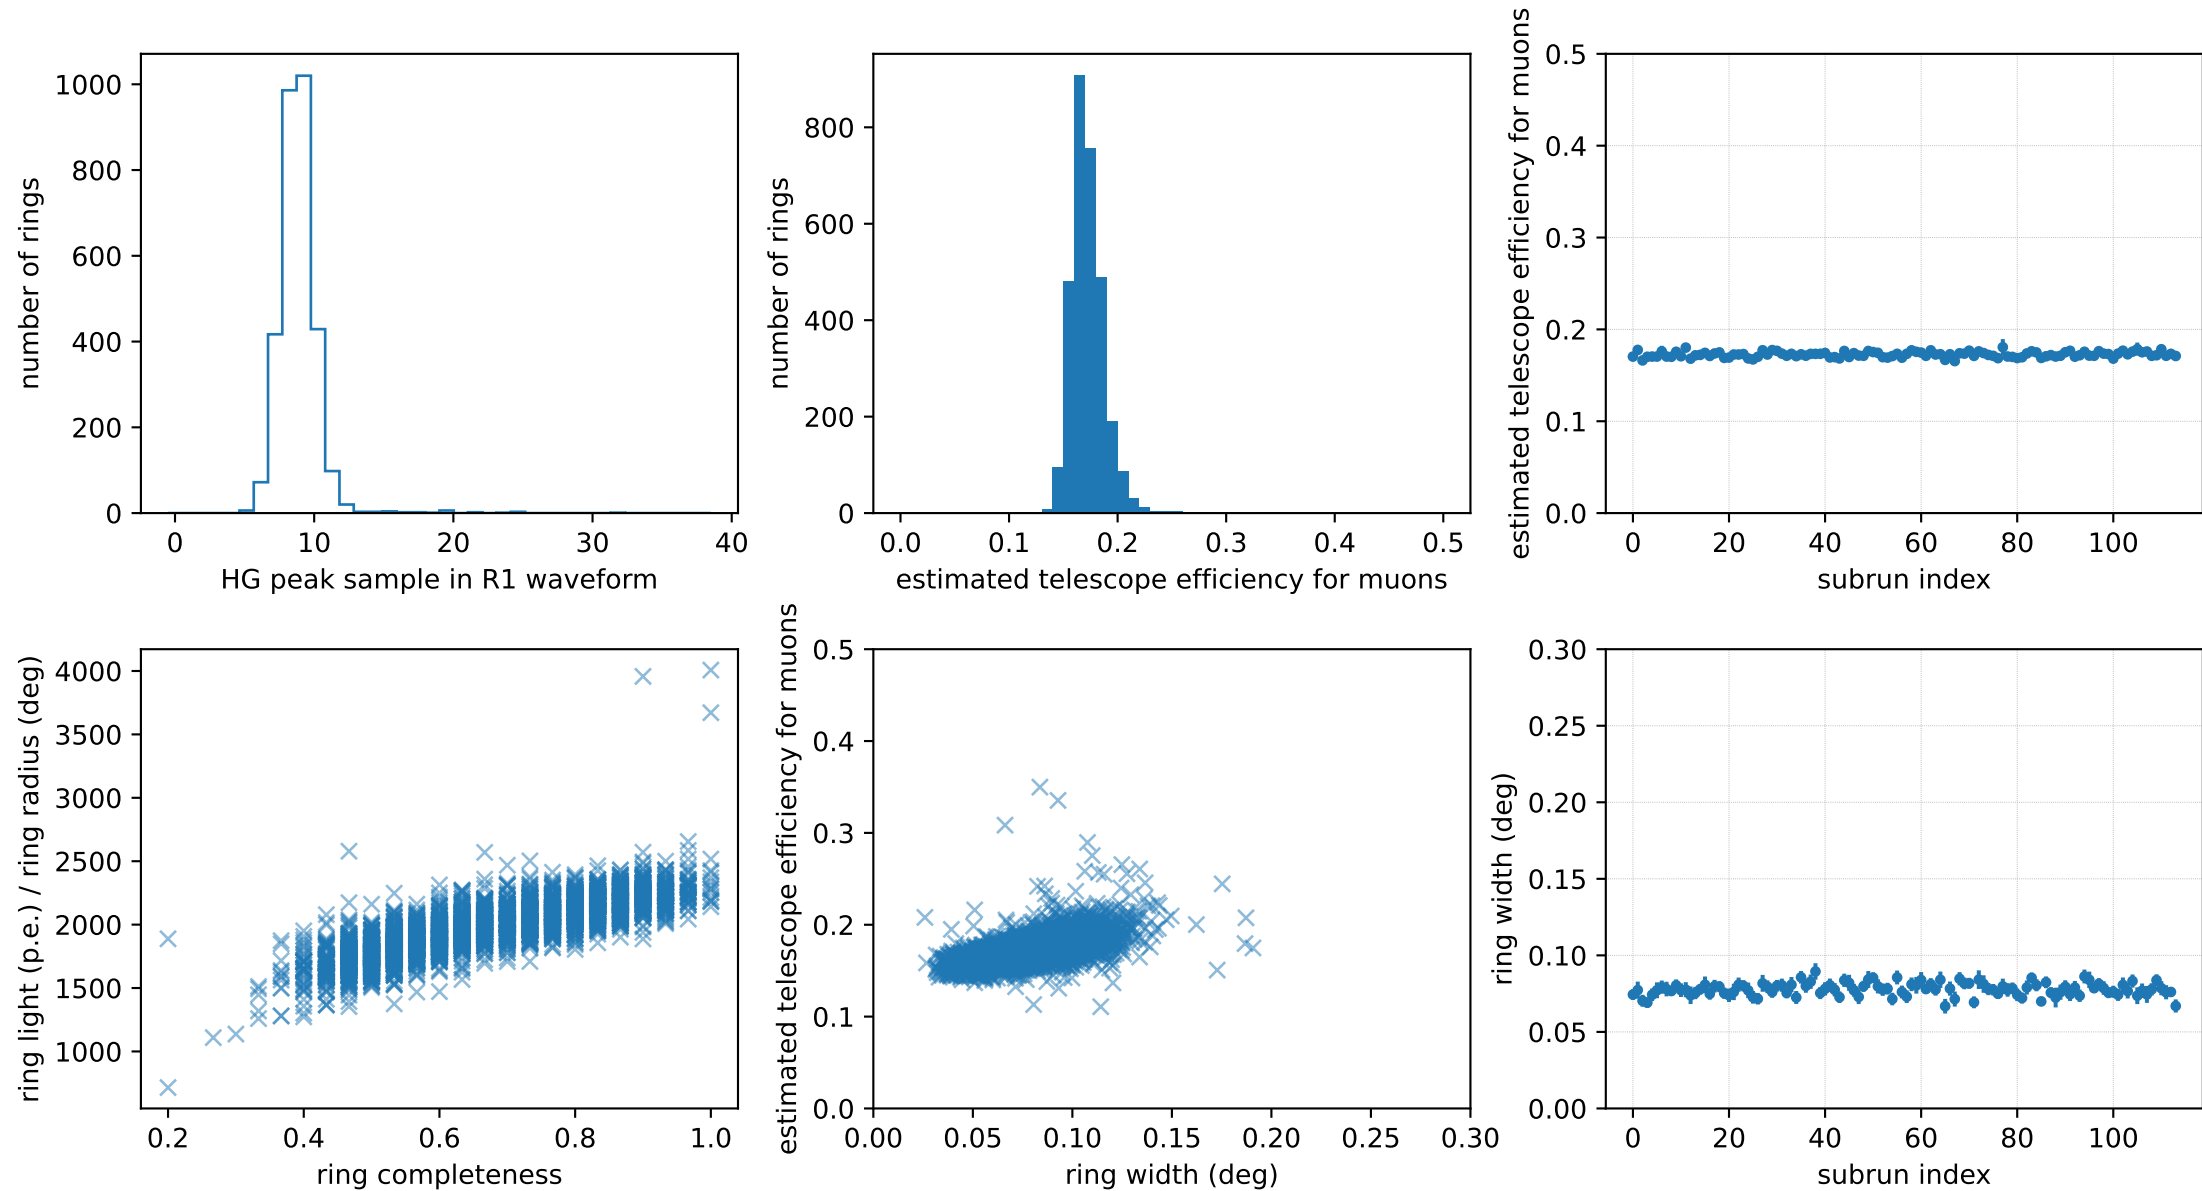 1000
800
600
400
200
0
number of rings
0 10 20 30 40
HG peak sample in R1 waveform
800
600
400
200
0
number of rings
0.0 0.1 0.2 0.3 0.4 0.5
estimated telescope efficiency for muons
0.5
0.4
0.3
0.2
0.1
0.0
estimated telescope efficiency for muons
0 20 40 60 80 100
subrun index
4000
3500
3000
2500
2000
1500
1000
ring light (p.e.) / ring radius (deg)
0.2 0.4 0.6 0.8 1.0
ring completeness
0.5
0.4
0.3
0.2
0.1
0.0
estimated telescope efficiency for muons
0.00 0.05 0.10 0.15 0.20 0.25 0.30
ring width (deg)
0.30
0.25
0.20
0.15
0.10
0.05
0.00
ring width (deg)
0 20 40 60 80 100
subrun index